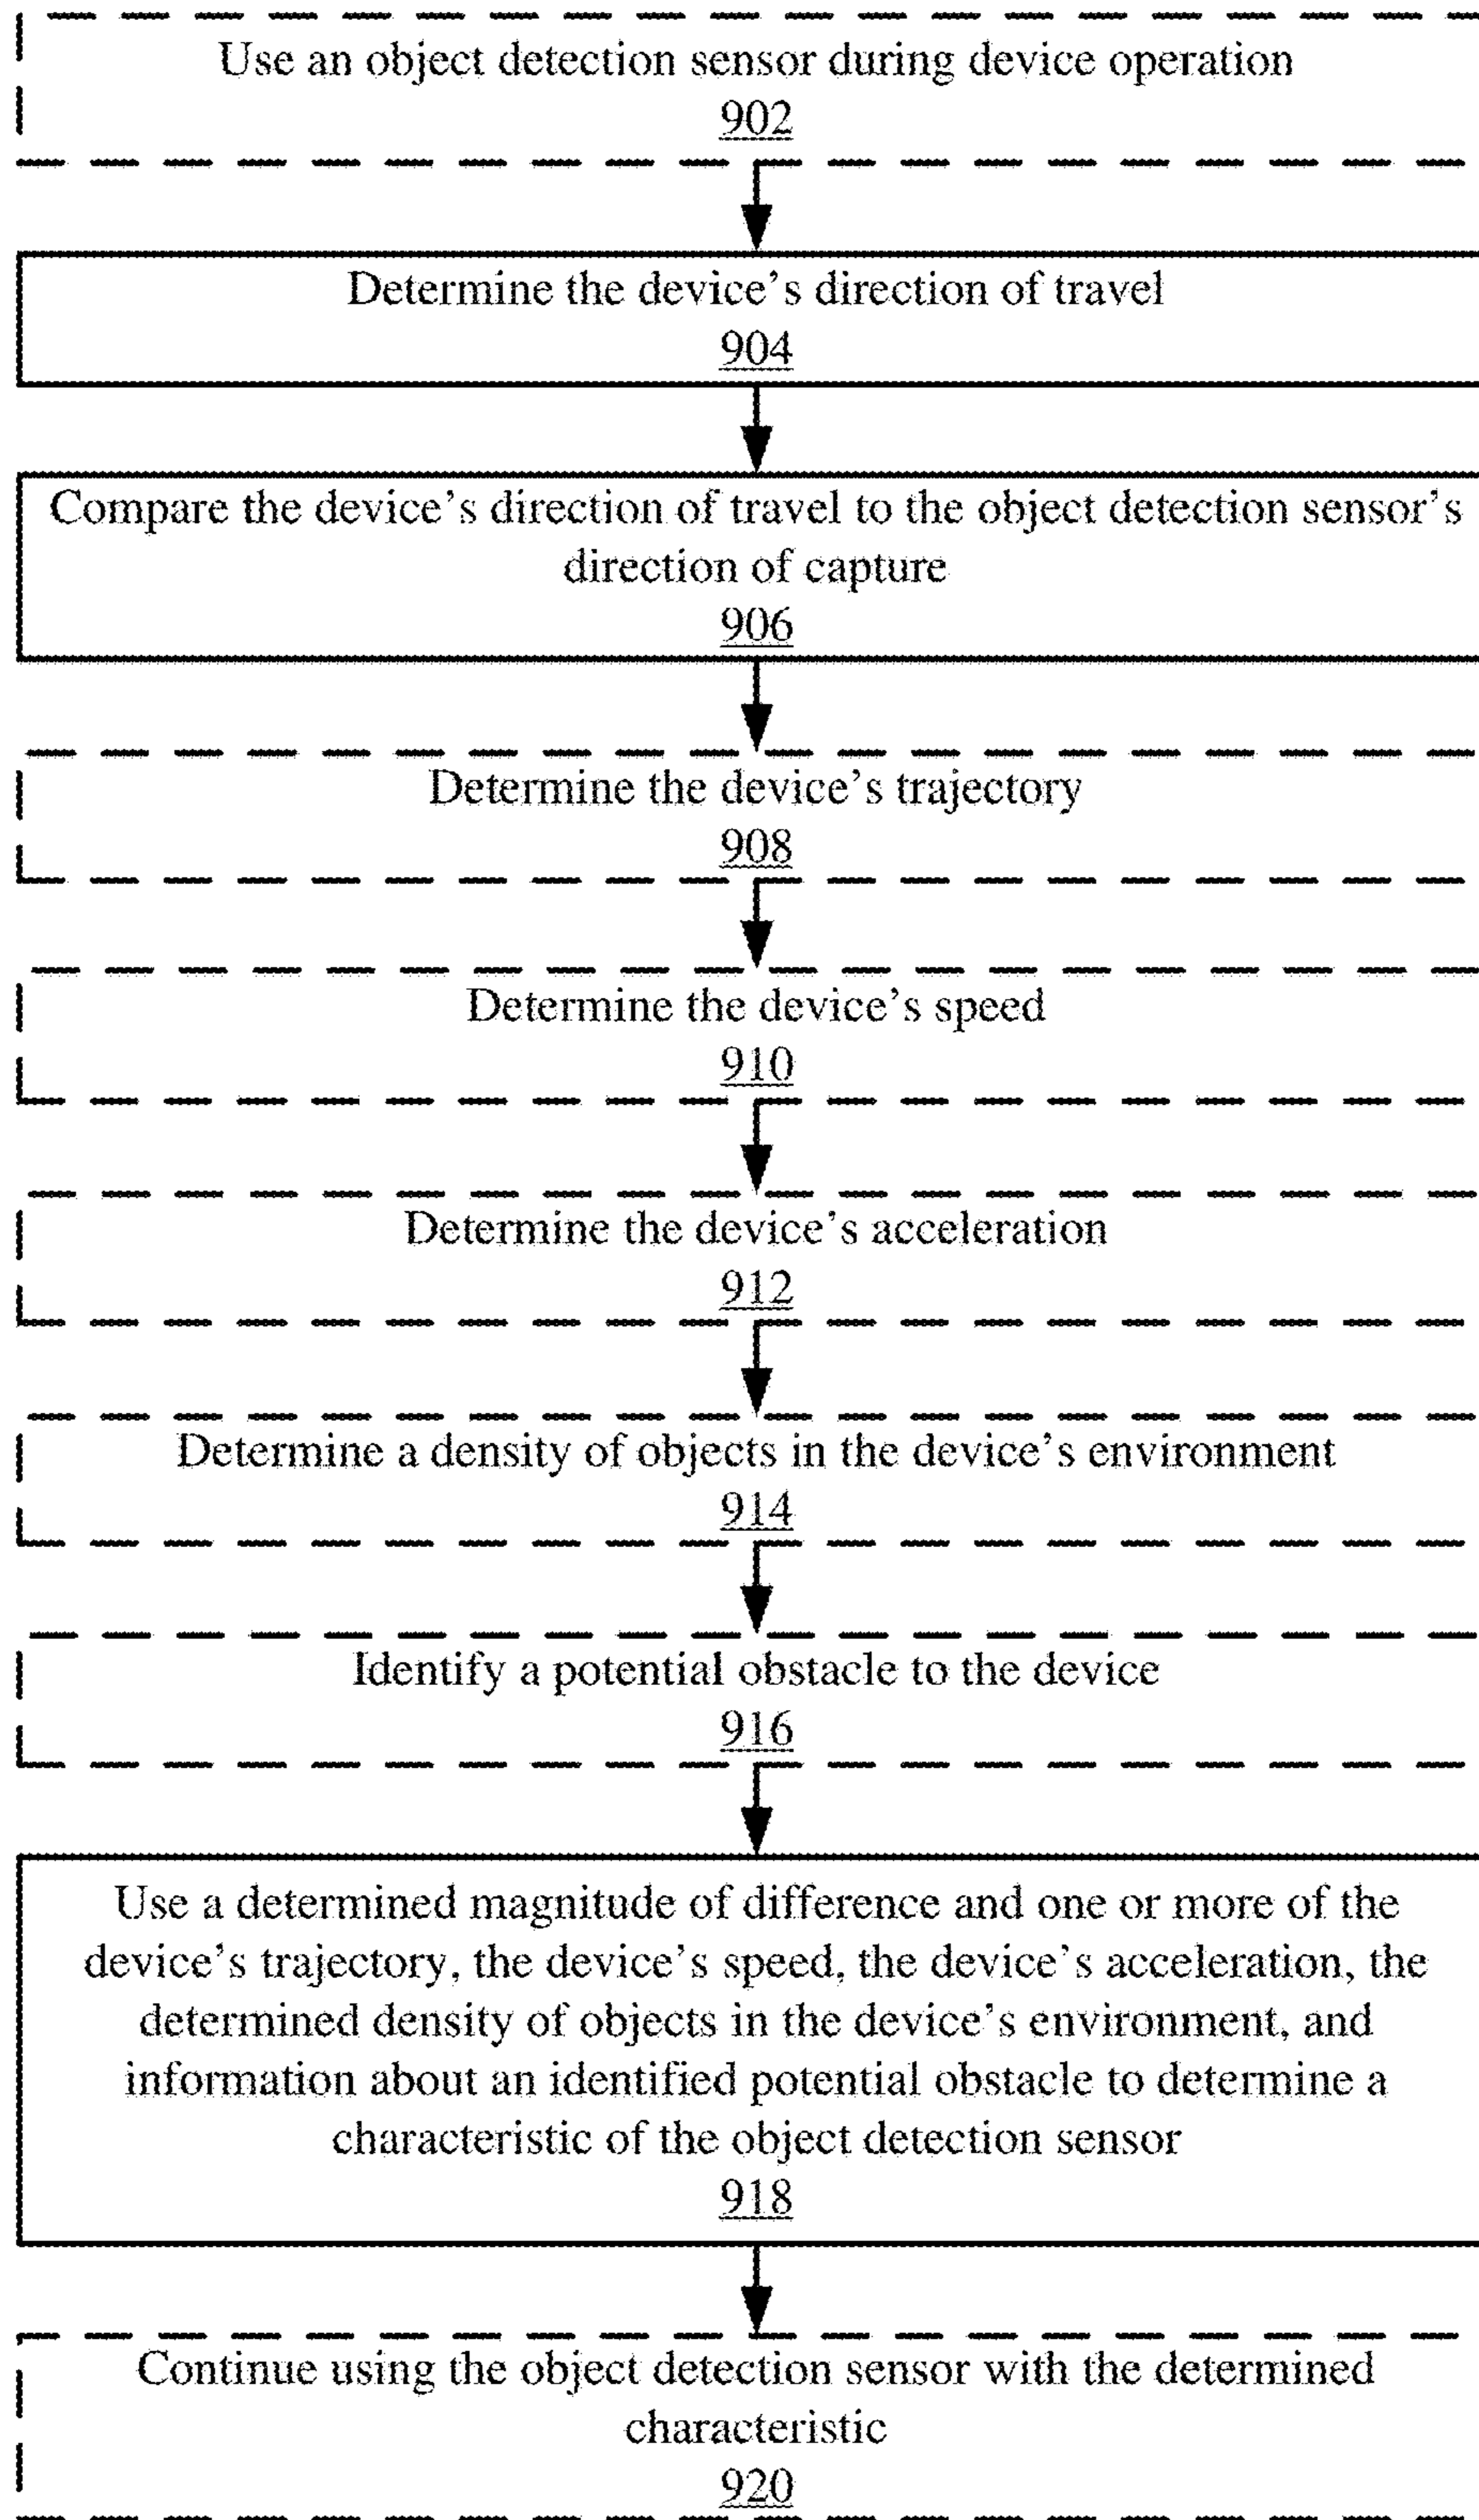 Use an object detection sensor during device operation
902
Determine the device’s direction of travel
904
Compare the device’s direction of travel to the object detection sensor’s
direction of capture
906
Determine the device’s trajectory
908
Determine the device’s speed
910
Determine the device’s acceleration
912
Determine a density of objects in the device’s environment
914
Identify a potential obstacle to the device
916
Use a determined magnitude of difference and one or more of the
device’s trajectory, the device’s speed, the device’s acceleration, the
determined density of objects in the device’s environment, and
information about an identified potential obstacle to determine a
characteristic of the object detection sensor
918
Continue using the object detection sensor with the determined
characteristic
920